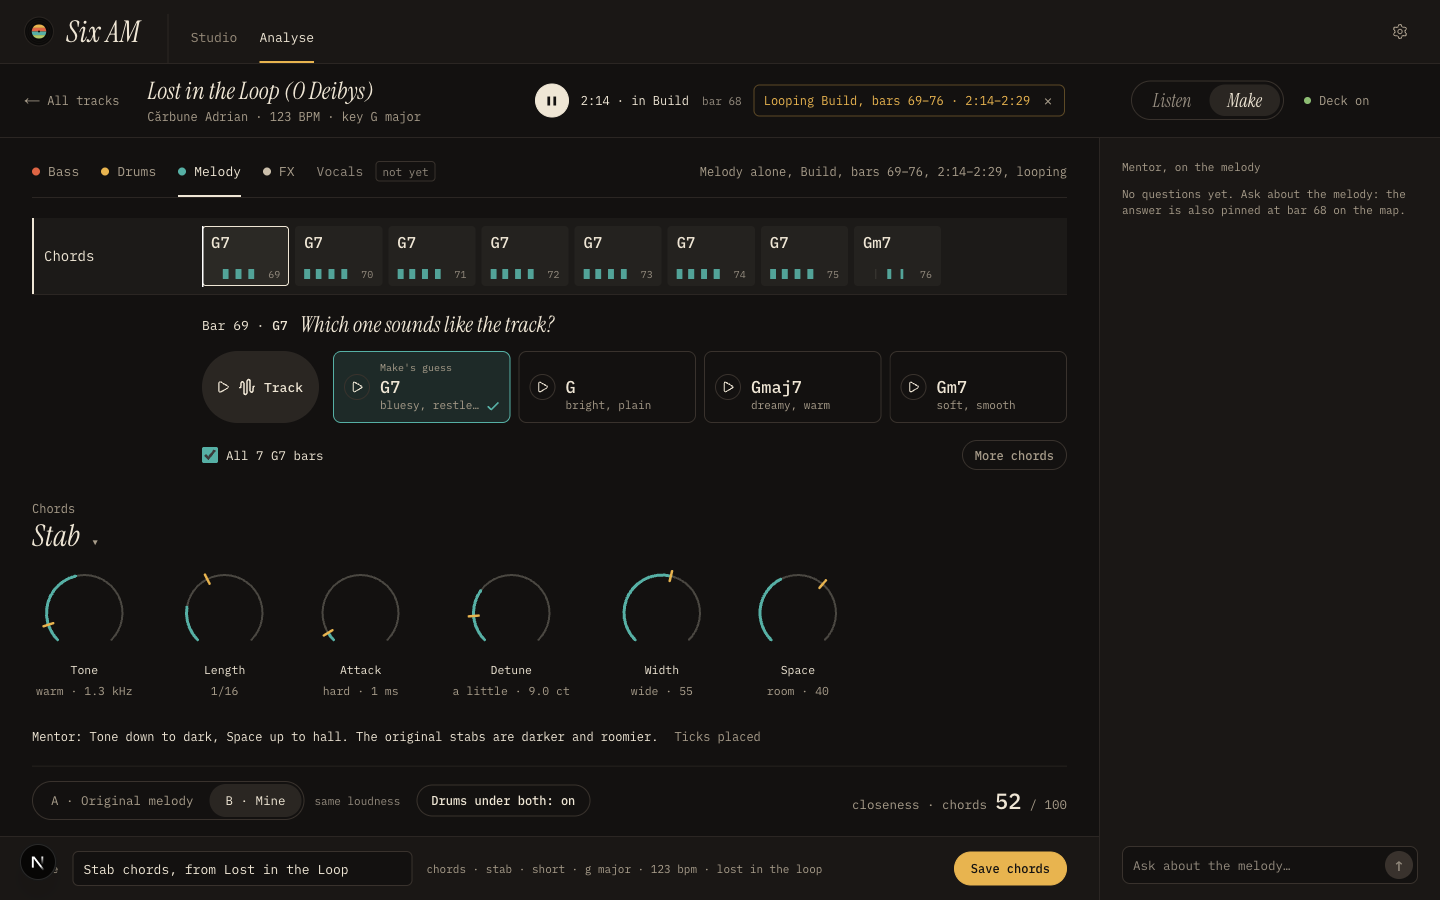 Six AM
Studio
Analyse
← All tracks
Lost in the Loop (O Deibys)
Cărbune Adrian · 123 BPM · key G major
2:14 · in Build
bar 68
Looping Build, bars 69–76 · 2:14–2:29 ×
Listen
Make
Deck on
Bass
Drums
Melody
FX
Vocals
not yet
Melody alone, Build, bars 69–76, 2:14–2:29, looping
Chords
G7
69
G7
70
G7
71
G7
72
G7
73
G7
74
G7
75
Gm7
76
Bar 69 · G7 Which one sounds like the track?
Track
Make's guess
G7
bluesy, restle…
G
bright, plain
Gmaj7
dreamy, warm
Gm7
soft, smooth
All 7 G7 bars
More chords
Chords
Stab
Tone
warm · 1.3 kHz
Length
1/16
Attack
hard · 1 ms
Detune
a little · 9.0 ct
Width
wide · 55
Space
room · 40
Mentor: Tone down to dark, Space up to hall. The original stabs are darker and roomier. Ticks placed
A · Original melody
B · Mine
same loudness
Drums under both: on
closeness · chords 52 / 100
N
Stab chords, from Lost in the Loop
chords · stab · short · g major · 123 bpm · lost in the loop
Save chords
Mentor, on the melody
No questions yet. Ask about the melody: the
answer is also pinned at bar 68 on the map.
Ask about the melody…